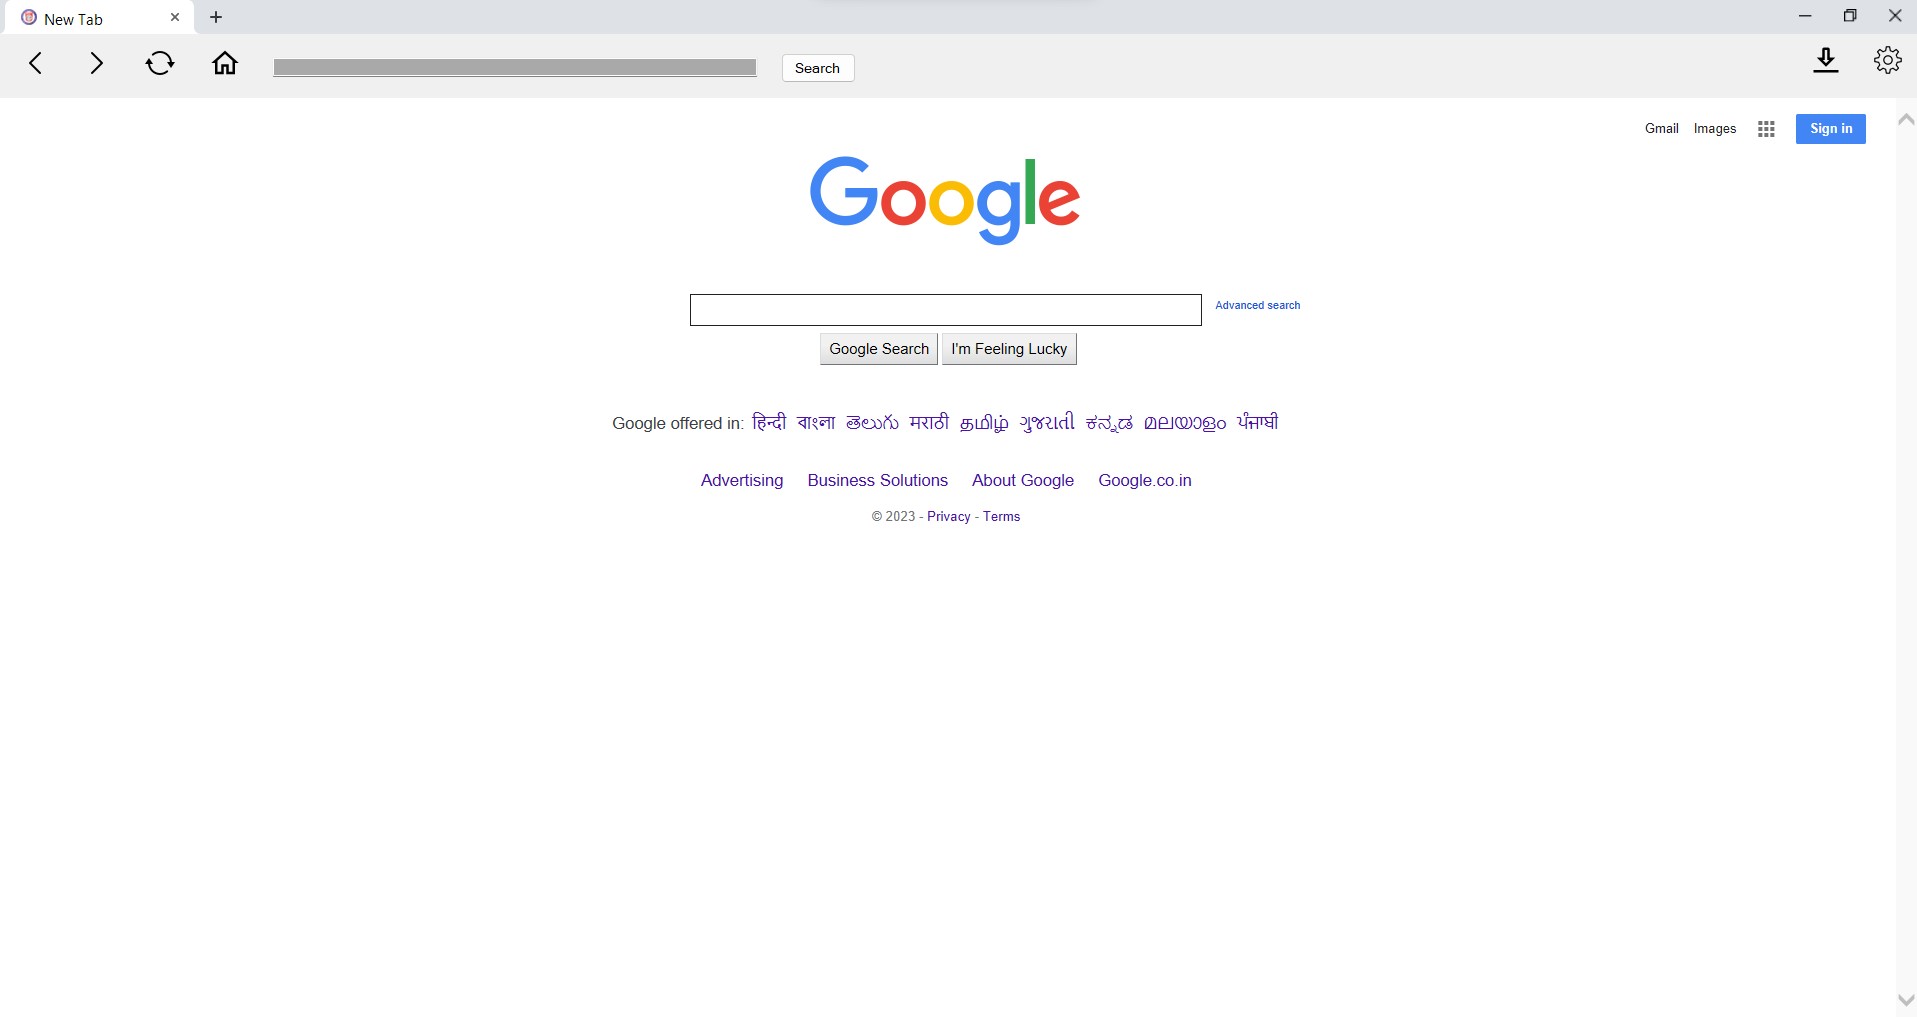 New Tab
Search
Gmail Images
Sign in
Google
Advanced search
Google Search I'm Feeling Lucky
Google offered in: हिन्दी বাংলা తెలుగు मराठी தமிழ் ગુજરાતી ಕನ್ನಡ മലയാളം ਪੰਜਾਬੀ
Advertising Business Solutions About Google Google.co.in
© 2023 - Privacy - Terms